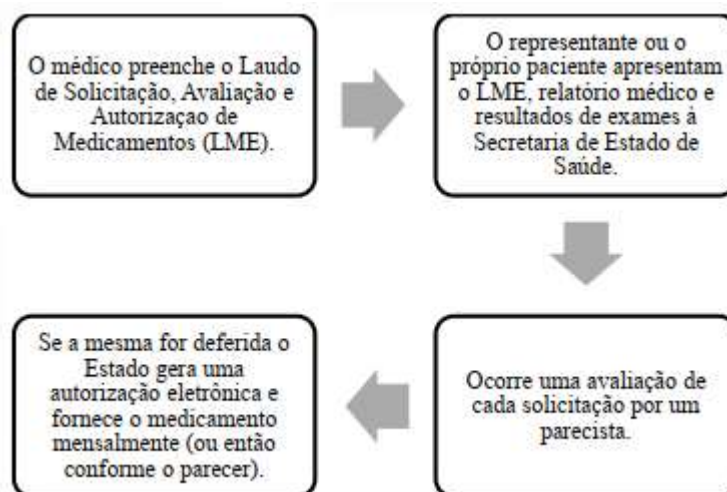 O médico preenche o Laudo
de Solicitação, Avaliação e
Autorizaçao de
Medicamentos (LME).
O representante ou o
próprio paciente apresentam
o LME, relatório médico e
resultados de exames à
Secretaria de Estado de
Saúde.
Ocorre uma avaliação de
cada solicitação por um
parecista.
Se a mesma for deferida o
Estado gera uma
autorização eletrônica e
fornece o medicamento
mensalmente (ou então
conforme o parecer).